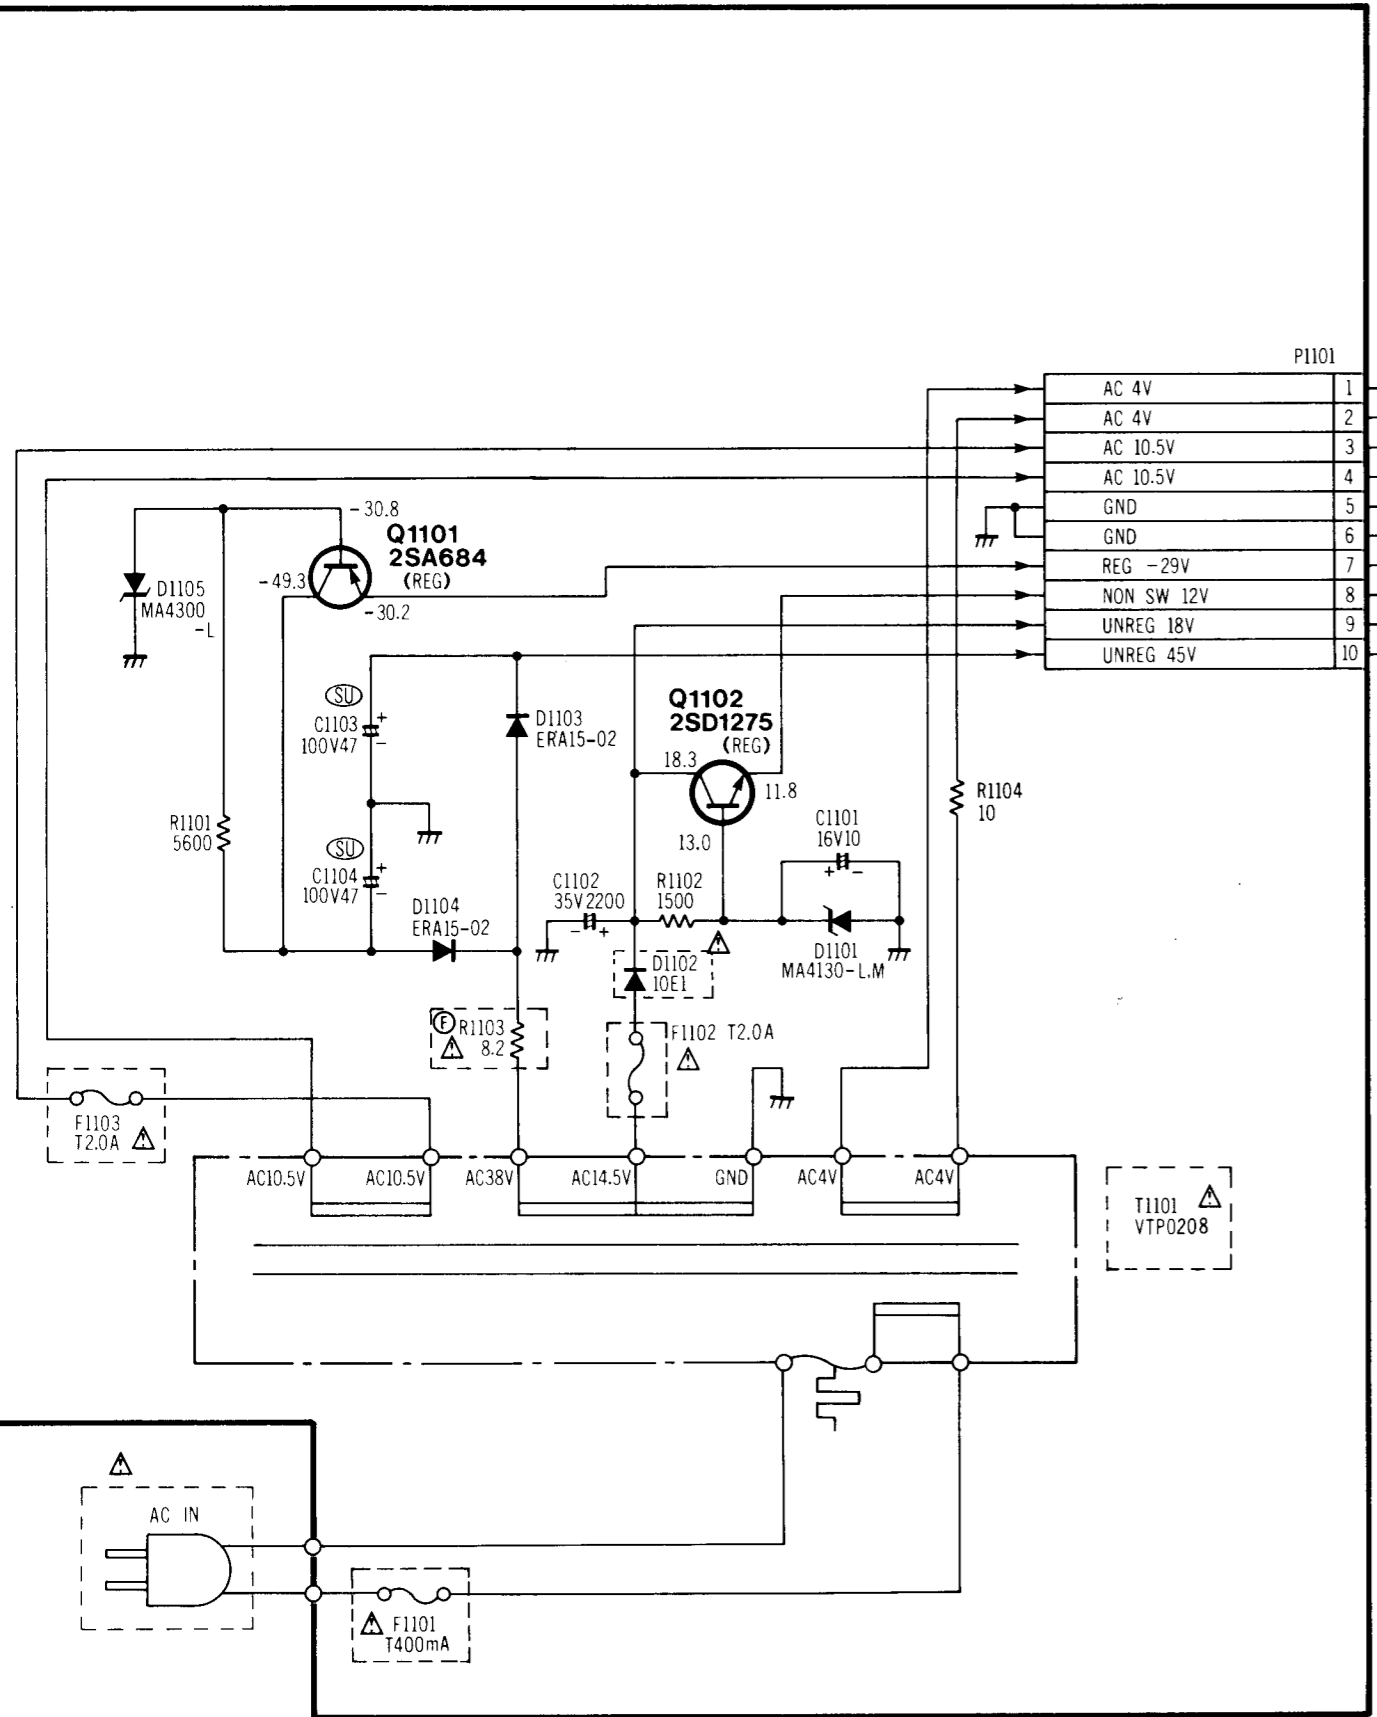 P1101
AC 4V 1
AC 4V 2
AC 10.5V 3
AC 10.5V 4
GND 5
GND 6
REG -29V 7
NON SW 12V 8
UNREG 18V 9
UNREG 45V 10
-30.8
Q1101
2SA684
(REG)
-49.3
-30.2
D1105
MA4300
-L
SU
C1103
100V47
+
-
D1103
ERA15-02
Q1102
2SD1275
(REG)
18.3
11.8
13.0
R1104
10
R1101
5600
SU
C1104
100V47
+
-
C1101
16V10
+ -
C1102
35V2200
- +
R1102
1500
D1104
ERA15-02
D1101
MA4130-L,M
D1102
10E1
F R1103
8.2
F1102 T2.0A
F1103
T2.0A
AC10.5V AC10.5V AC38V AC14.5V GND AC4V AC4V
T1101
VTP0208
AC IN
F1101
T400mA